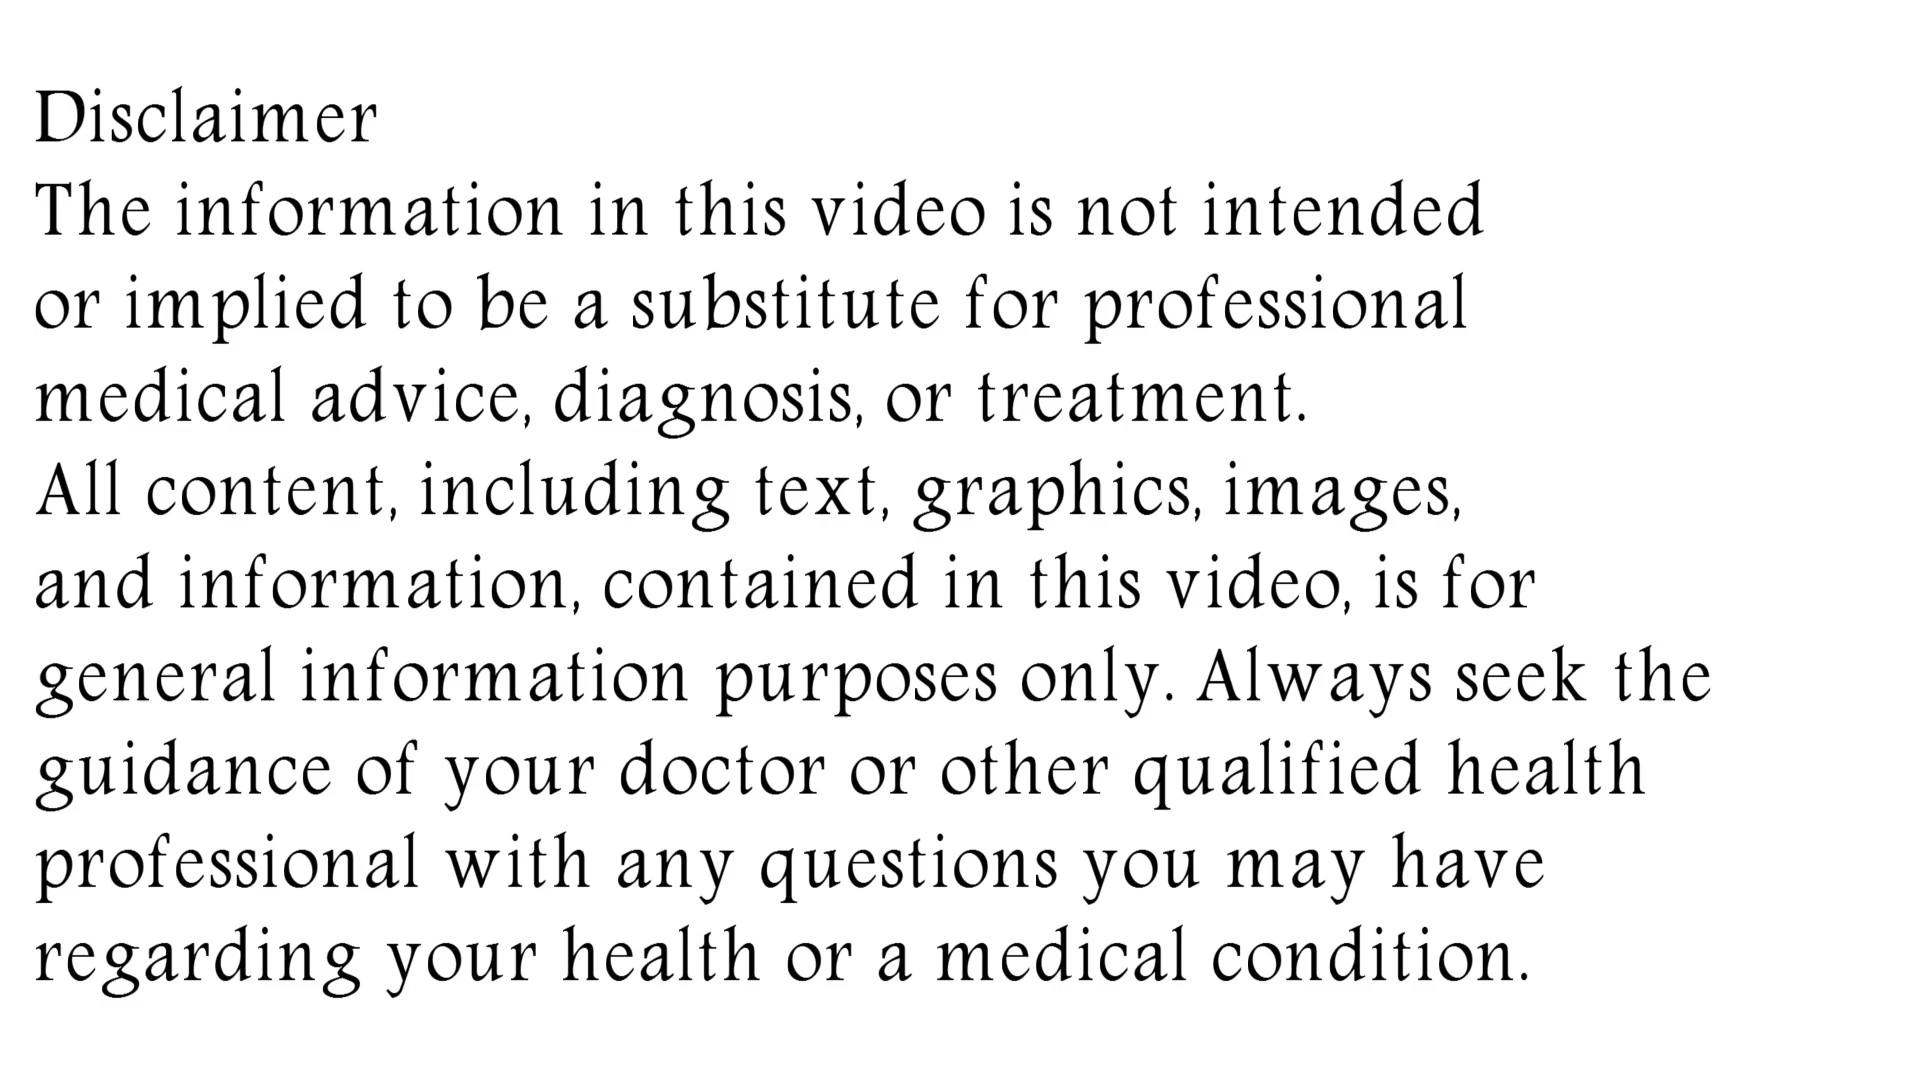 Disclaimer
The information in this video is not intended
or implied to be a substitute for professional
medical advice, diagnosis, or treatment.
All content, including text, graphics, images,
and information, contained in this video, is for
general information purposes only. Always seek the
guidance of your doctor or other qualified health
professional with any questions you may have
regarding your health or a medical condition.